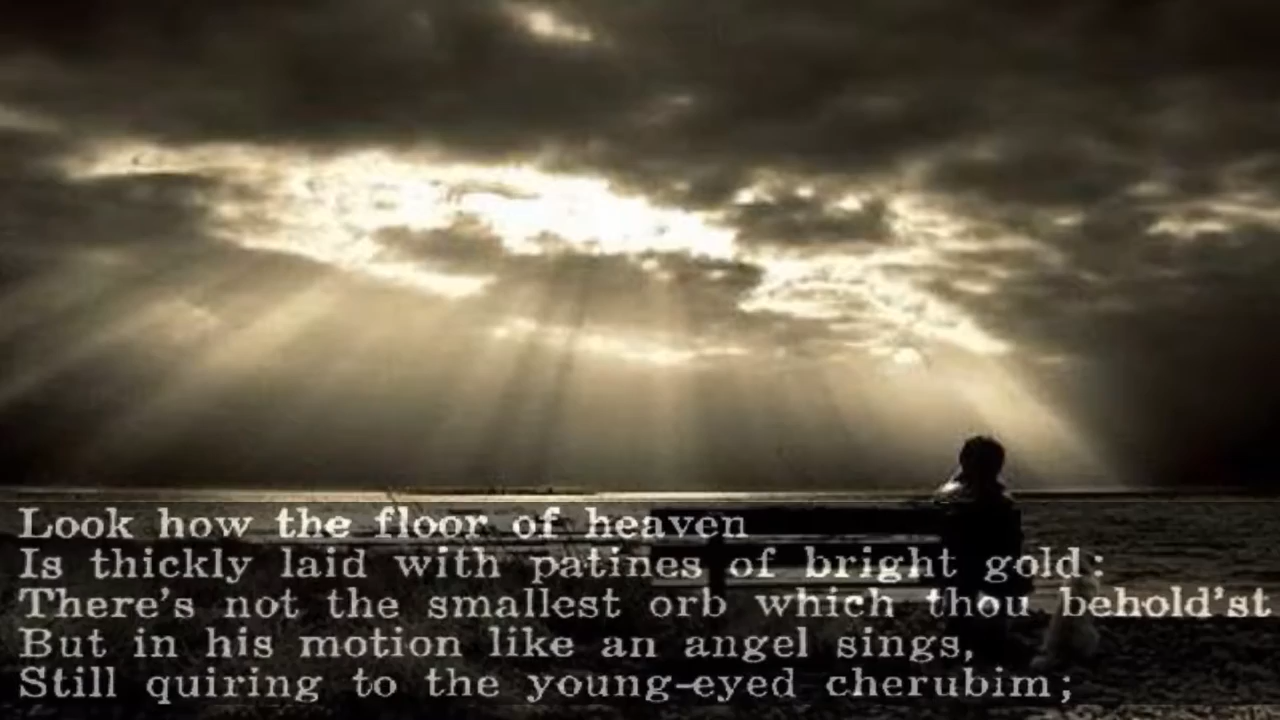 Look how the floor of heaven
Is thickly laid with patines of bright gold:
There's not the smallest orb which thou behold'st
But in his motion like an angel sings,
Still quiring to the young-eyed cherubim;